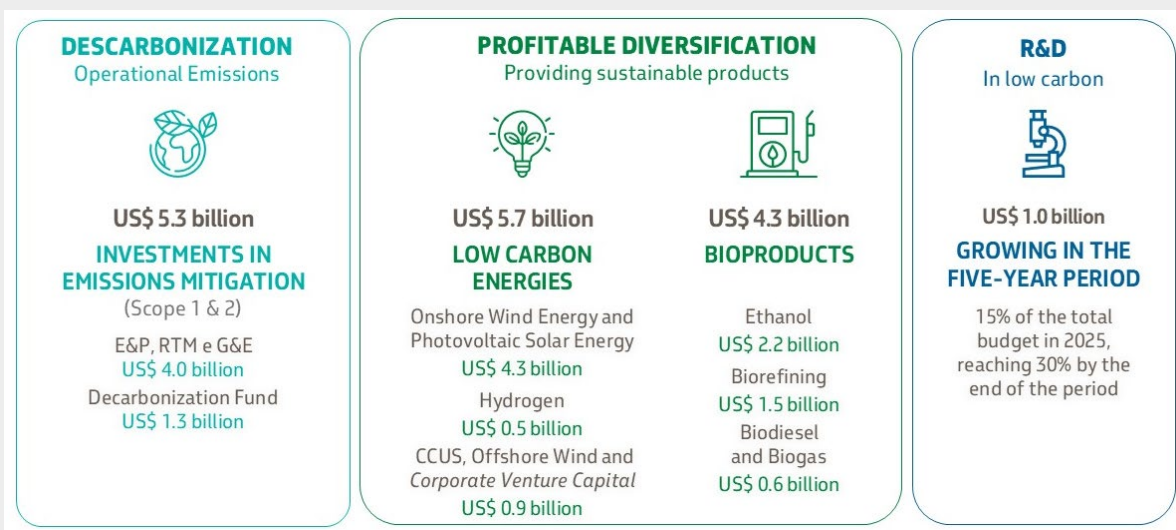 DESCARBONIZATION
Operational Emissions
US$ 5.3 billion
INVESTMENTS IN
EMISSIONS MITIGATION
(Scope 1 & 2)
E&P, RTM e G&E
US$ 4.0 billion
Decarbonization Fund
US$ 1.3 billion
PROFITABLE DIVERSIFICATION
Providing sustainable products
US$ 5.7 billion
LOW CARBON
ENERGIES
Onshore Wind Energy and
Photovoltaic Solar Energy
US$ 4.3 billion
Hydrogen
US$ 0.5 billion
CCUS, Offshore Wind and
Corporate Venture Capital
US$ 0.9 billion
US$ 4.3 billion
BIOPRODUCTS
Ethanol
US$ 2.2 billion
Biorefining
US$ 1.5 billion
Biodiesel
and Biogas
US$ 0.6 billion
R&D
In low carbon
US$ 1.0 billion
GROWING IN THE
FIVE-YEAR PERIOD
15% of the total
budget in 2025,
reaching 30% by the
end of the period